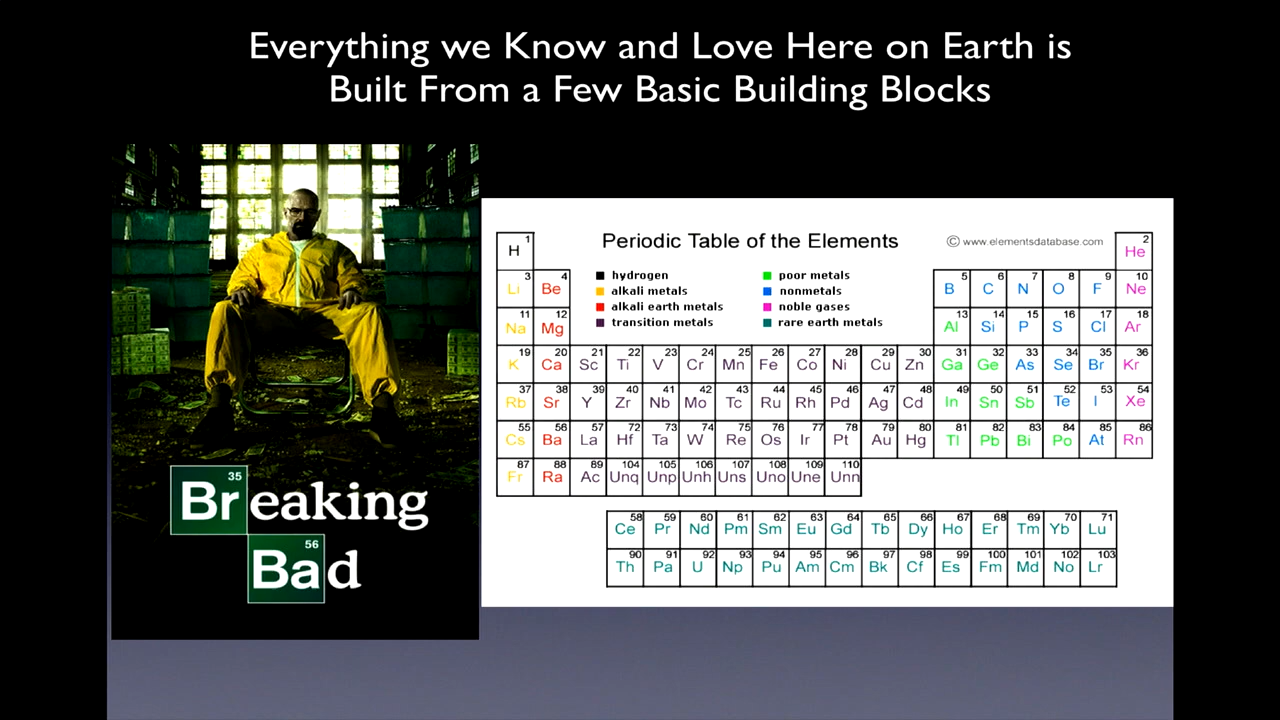 Everything we Know and Love Here on Earth is
Built From a Few Basic Building Blocks
35
Breaking
56
Bad
Periodic Table of the Elements
© www.elementsdatabase.com
hydrogen
alkali metals
alkali earth metals
transition metals
poor metals
nonmetals
noble gases
rare earth metals
1 2
H He
3 4 5 6 7 8 9 10
Li Be B C N O F Ne
11 12 13 14 15 16 17 18
Na Mg Al Si P S Cl Ar
19 20 21 22 23 24 25 26 27 28 29 30 31 32 33 34 35 36
K Ca Sc Ti V Cr Mn Fe Co Ni Cu Zn Ga Ge As Se Br Kr
37 38 39 40 41 42 43 44 45 46 47 48 49 50 51 52 53 54
Rb Sr Y Zr Nb Mo Tc Ru Rh Pd Ag Cd In Sn Sb Te I Xe
55 56 57 72 73 74 75 76 77 78 79 80 81 82 83 84 85 86
Cs Ba La Hf Ta W Re Os Ir Pt Au Hg Tl Pb Bi Po At Rn
87 88 89 104 105 106 107 108 109 110
Fr Ra Ac Unq Unp Unh Uns Uno Une Unn
58 59 60 61 62 63 64 65 66 67 68 69 70 71
Ce Pr Nd Pm Sm Eu Gd Tb Dy Ho Er Tm Yb Lu
90 91 92 93 94 95 96 97 98 99 100 101 102 103
Th Pa U Np Pu Am Cm Bk Cf Es Fm Md No Lr